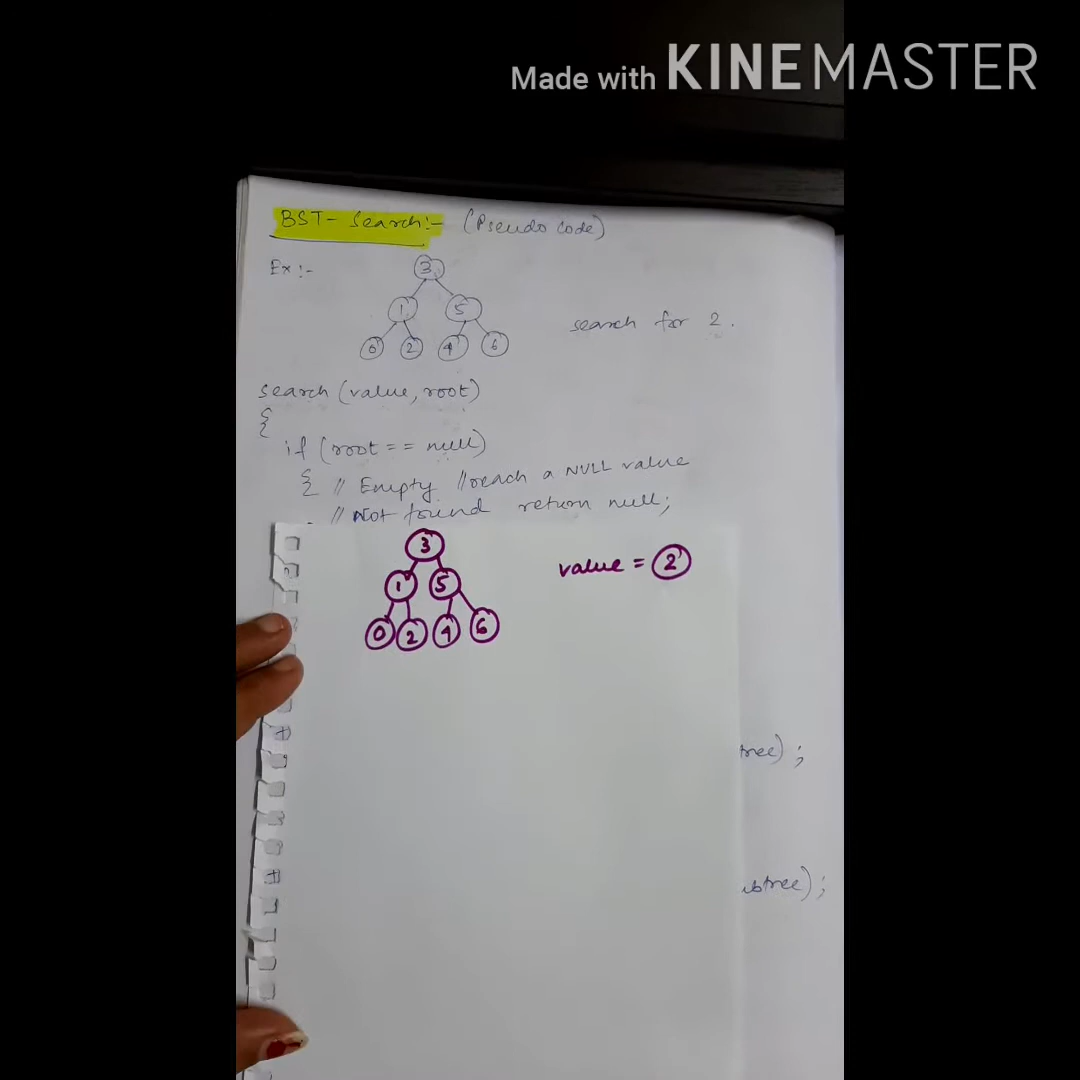 Made with KINEMASTER
BST- Search:- (Pseudo code)
Ex :-
3
1 5
0 2 4 6
search for 2.
search (value, root)
{
if (root == null)
{ // Empty //reach a NULL value
// Not found return null;
3
1 5
0 2 4 6
value = 2
tree);
ubtree);